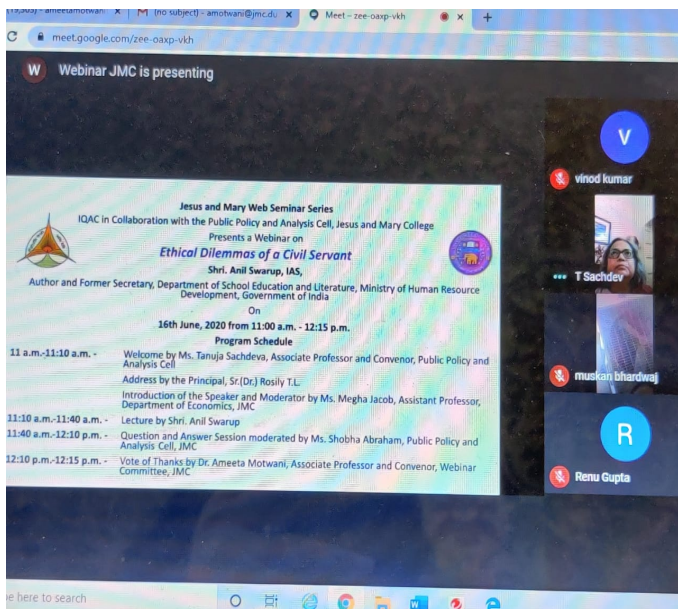 (no subject) - amotwani@jmc.du
Meet – zee-oaxp-vkh
meet.google.com/zee-oaxp-vkh
W
Webinar JMC is presenting
Jesus and Mary Web Seminar Series
IQAC in Collaboration with the Public Policy and Analysis Cell, Jesus and Mary College
Presents a Webinar on
Ethical Dilemmas of a Civil Servant
Shri. Anil Swarup, IAS,
Author and Former Secretary, Department of School Education and Literature, Ministry of Human Resource
Development, Government of India
On
16th June, 2020 from 11:00 a.m. - 12:15 p.m.
Program Schedule
11 a.m.-11:10 a.m. - Welcome by Ms. Tanuja Sachdeva, Associate Professor and Convenor, Public Policy and
Analysis Cell
Address by the Principal, Sr.(Dr.) Rosily T.L.
Introduction of the Speaker and Moderator by Ms. Megha Jacob, Assistant Professor,
Department of Economics, JMC
11:10 a.m.-11:40 a.m. - Lecture by Shri. Anil Swarup
11:40 a.m.-12:10 p.m. - Question and Answer Session moderated by Ms. Shobha Abraham, Public Policy and
Analysis Cell, JMC
12:10 p.m.-12:15 p.m. - Vote of Thanks by Dr. Ameeta Motwani, Associate Professor and Convenor, Webinar
Committee, JMC
V
vinod kumar
T Sachdev
muskan bhardwaj
R
Renu Gupta
here to search